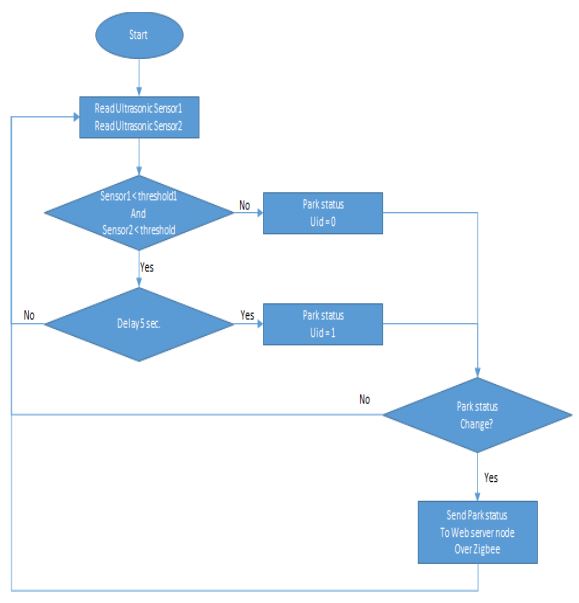 Start
Read Ultrasonic Sensor1
Read Ultrasonic Sensor2
Sensor1 < threshold1
And
Sensor2 < threshold
No
Park status
Uid = 0
Yes
No
Delay 5 sec.
Yes
Park status
Uid = 1
No
Park status
Change?
Yes
Send Park status
To Web server node
Over Zigbee